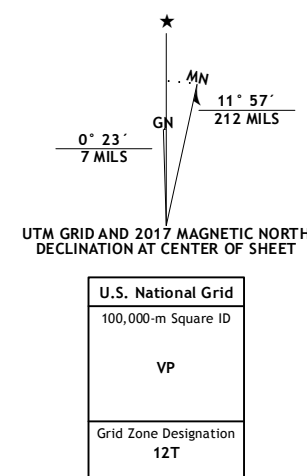 ★
MN
GN
11° 57´
212 MILS
0° 23´
7 MILS
UTM GRID AND 2017 MAGNETIC NORTH
DECLINATION AT CENTER OF SHEET
U.S. National Grid
100,000-m Square ID
VP
Grid Zone Designation
12T